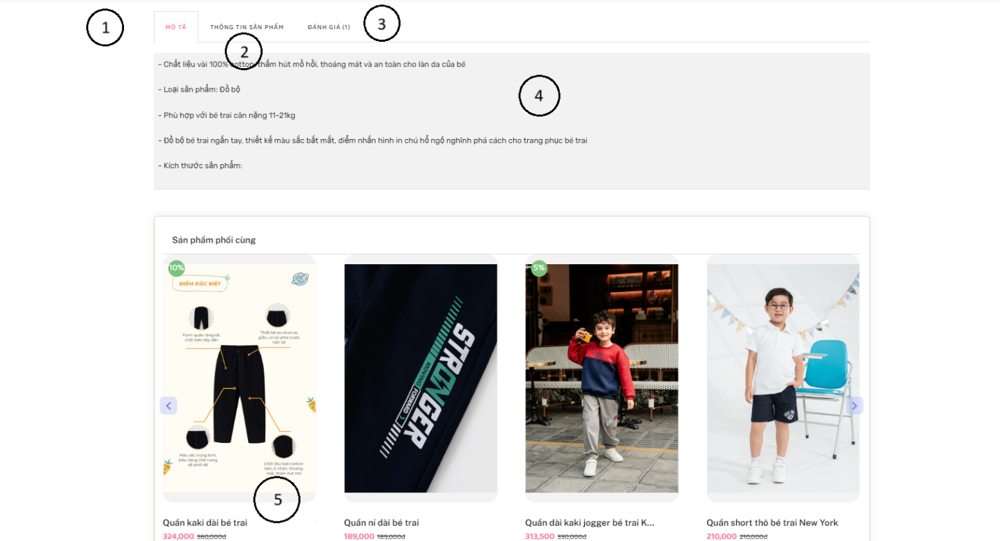 1
MÔ TẢ
THÔNG TIN SẢN PHẨM
ĐÁNH GIÁ (1)
3
2
- Chất liệu vải 100% cotton, thấm hút mồ hôi, thoáng mát và an toàn cho làn da của bé
4
- Loại sản phẩm: Đồ bộ
- Phù hợp với bé trai cân nặng 11-21kg
- Đồ bộ bé trai ngắn tay, thiết kế màu sắc bắt mắt, điểm nhấn hình in chú hổ ngộ nghĩnh phá cách cho trang phục bé trai
- Kích thước sản phẩm:
Sản phẩm phối cùng
10%
ĐIỂM ĐẶC BIỆT
Form quần rộng rãi,
chất kaki dày dặn
Thiết kế eo chun co
giãn, có túi phía trước
tiện lợi
Màu sắc trung tính,
kiểu dáng thời trang
dễ phối đồ
Chất liệu kaki cotton
bền, ít nhăn, thoáng
mát, thấm hút mồ
STRONGER
MOVING FORWARD
5%
5
Quần kaki dài bé trai
324,000 360,000đ
Quần nỉ dài bé trai
189,000 189,000đ
Quần dài kaki jogger bé trai K...
313,500 330,000đ
Quần short thô bé trai New York
210,000 210,000đ